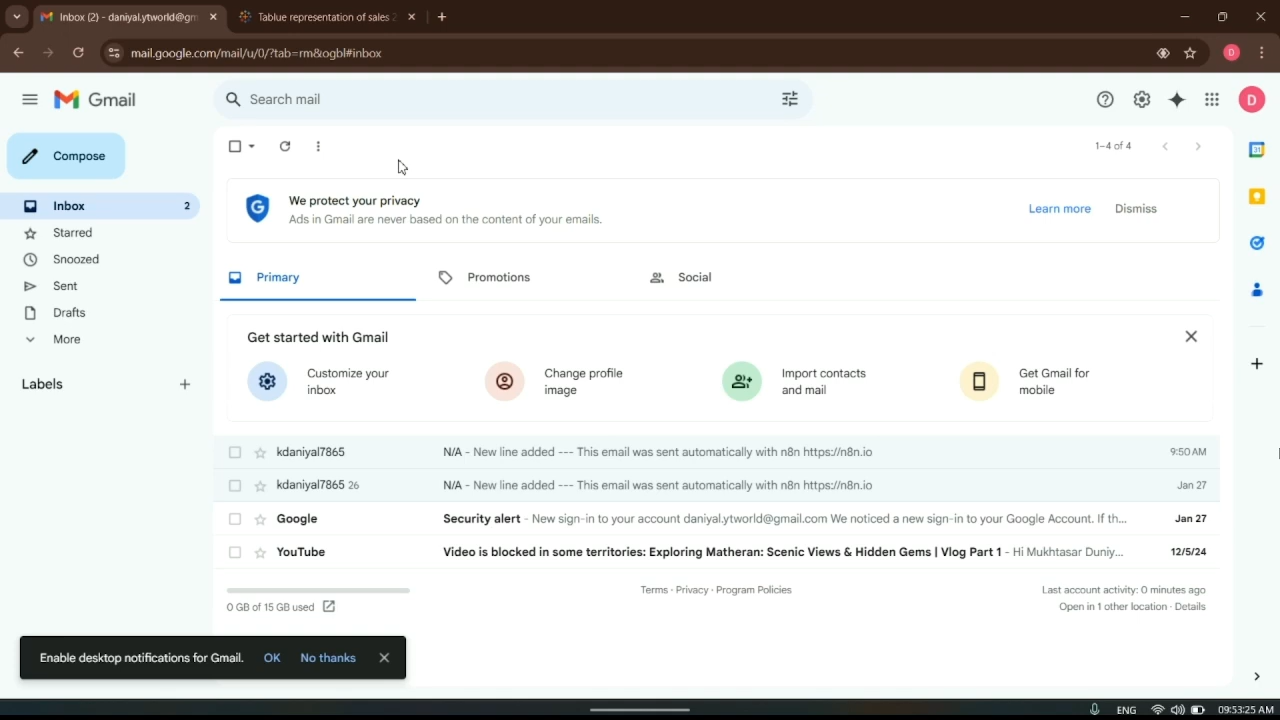 Inbox (2) - daniyal.ytworld@gm
Tablue representation of sales 2
mail.google.com/mail/u/0/?tab=rm&ogbl#inbox
D
Gmail
Search mail
D
Compose
1–4 of 4
Inbox 2
We protect your privacy
Ads in Gmail are never based on the content of your emails.
Learn more
Dismiss
Starred
Snoozed
Sent
Drafts
More
Labels
Primary
Promotions
Social
Get started with Gmail
Customize your
inbox
Change profile
image
Import contacts
and mail
Get Gmail for
mobile
kdaniyal7865 N/A - New line added --- This email was sent automatically with n8n https://n8n.io 9:50 AM
kdaniyal7865 26 N/A - New line added --- This email was sent automatically with n8n https://n8n.io Jan 27
Google Security alert - New sign-in to your account daniyal.ytworld@gmail.com We noticed a new sign-in to your Google Account. If th... Jan 27
YouTube Video is blocked in some territories: Exploring Matheran: Scenic Views & Hidden Gems | Vlog Part 1 - Hi Mukhtasar Duniy... 12/5/24
0 GB of 15 GB used
Terms · Privacy · Program Policies
Last account activity: 0 minutes ago
Open in 1 other location · Details
Enable desktop notifications for Gmail. OK No thanks
ENG 09:53:25 AM